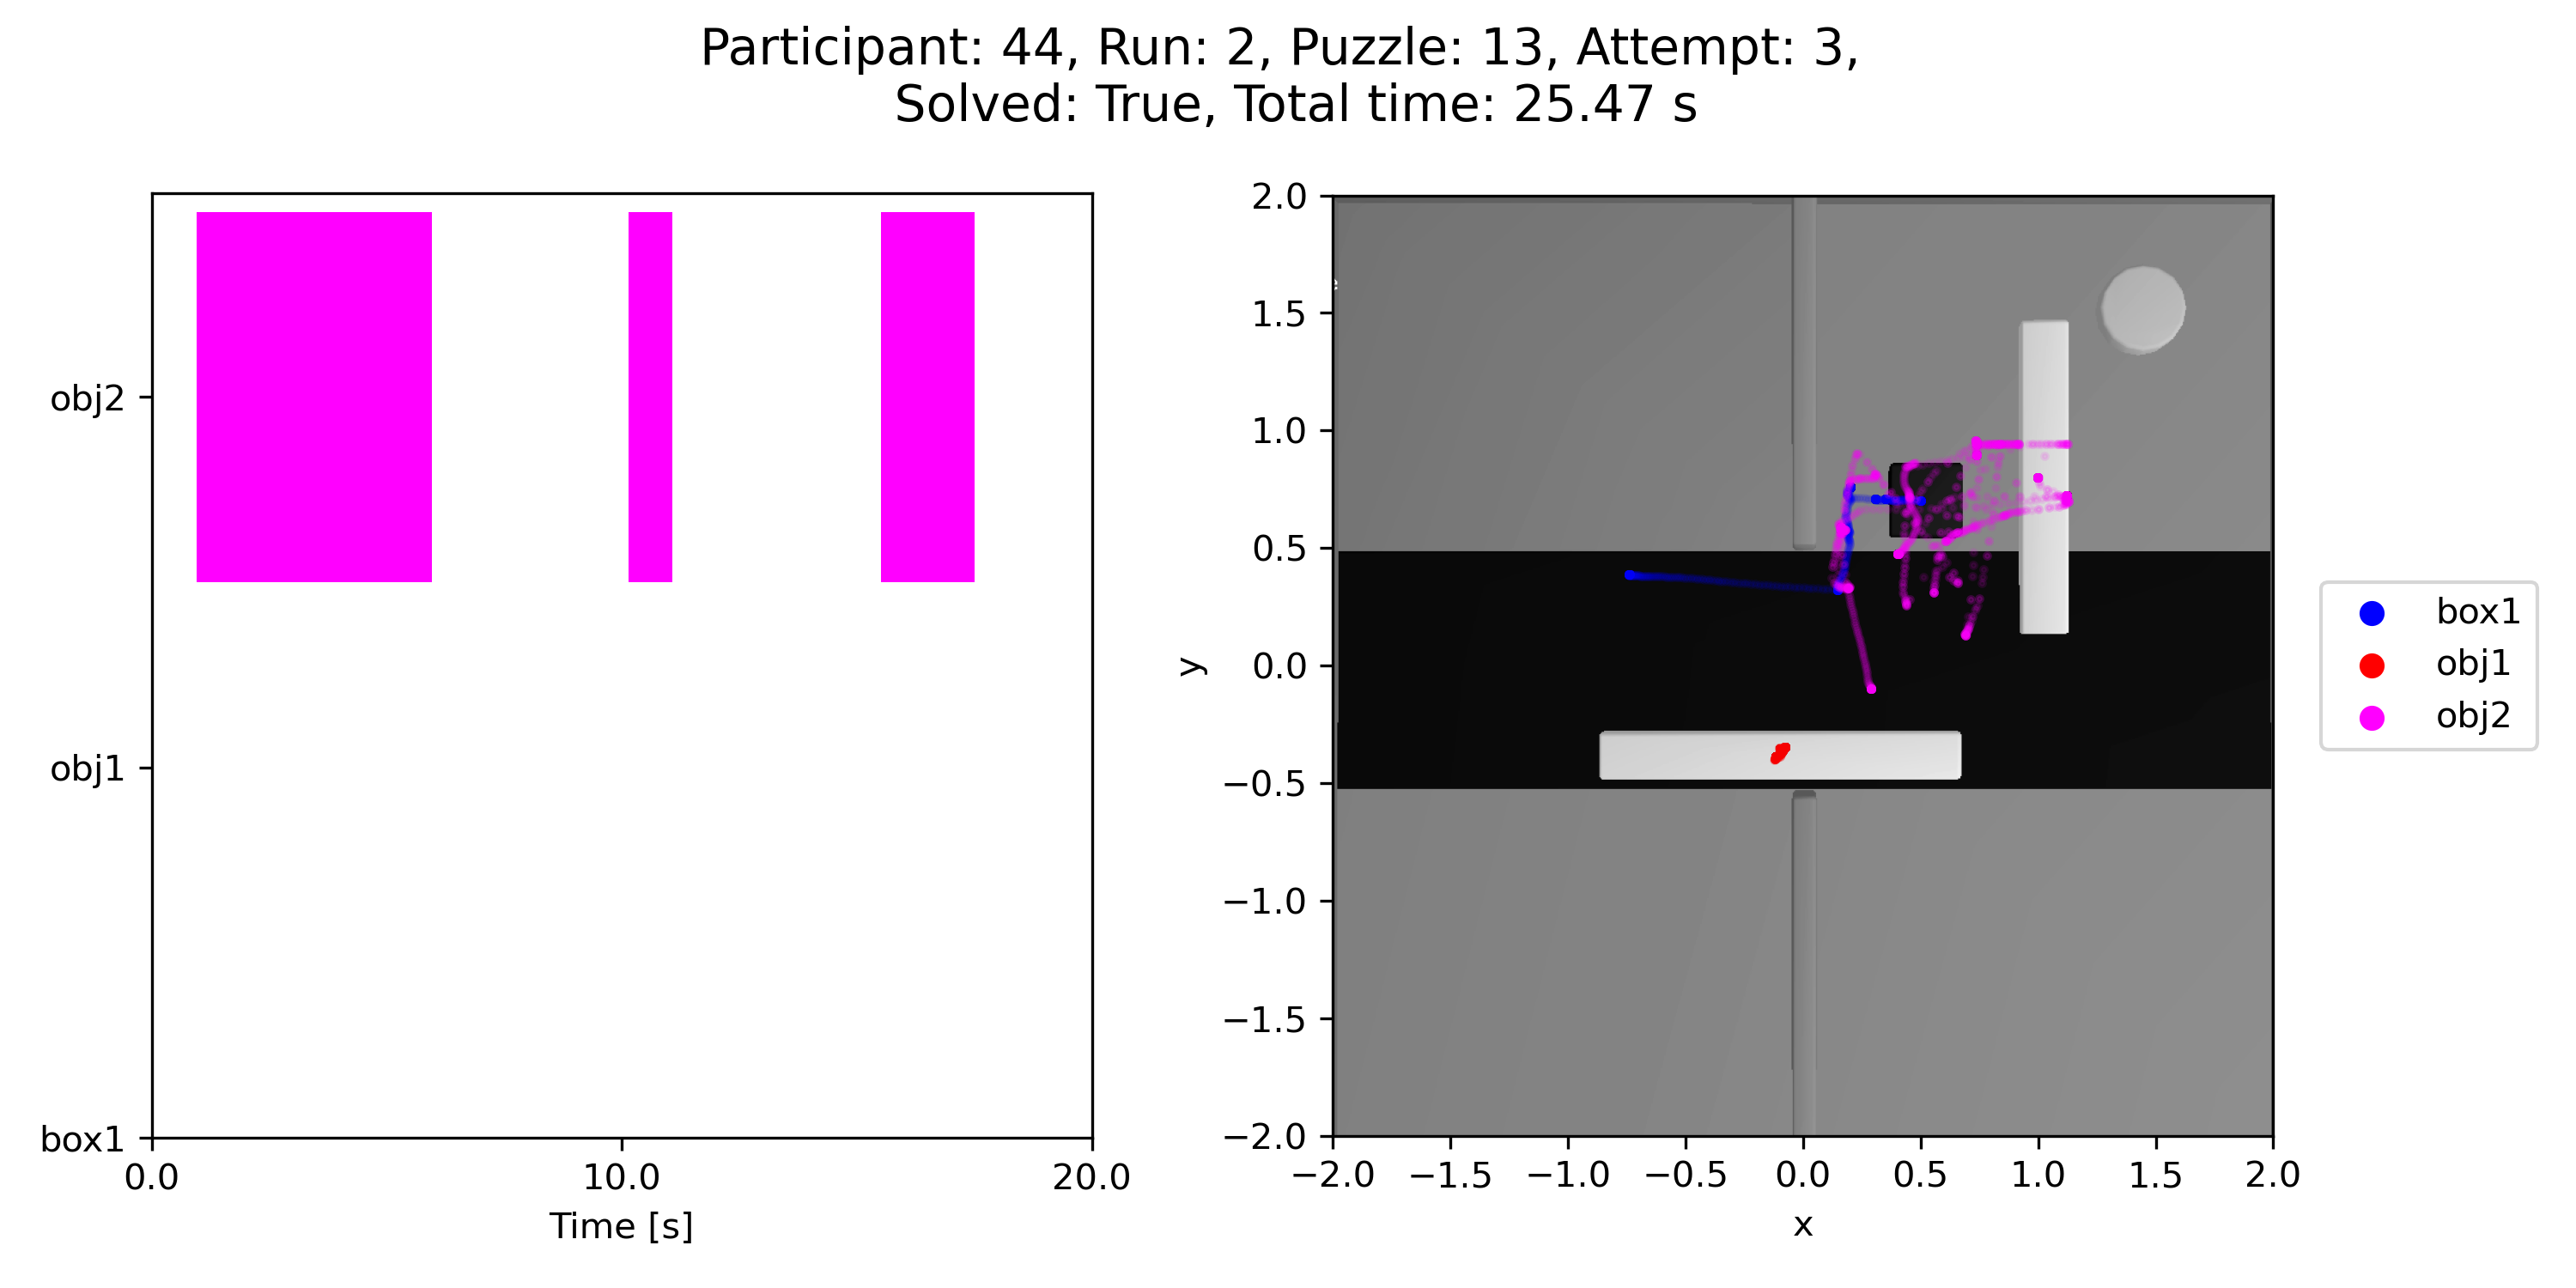 Participant: 44, Run: 2, Puzzle: 13, Attempt: 3,
Solved: True, Total time: 25.47 s
obj2
obj1
box1
0.0 10.0 20.0
Time [s]
2.0
1.5
1.0
0.5
0.0
−0.5
−1.0
−1.5
−2.0
y
−2.0 −1.5 −1.0 −0.5 0.0 0.5 1.0 1.5 2.0
x
e
box1
obj1
obj2